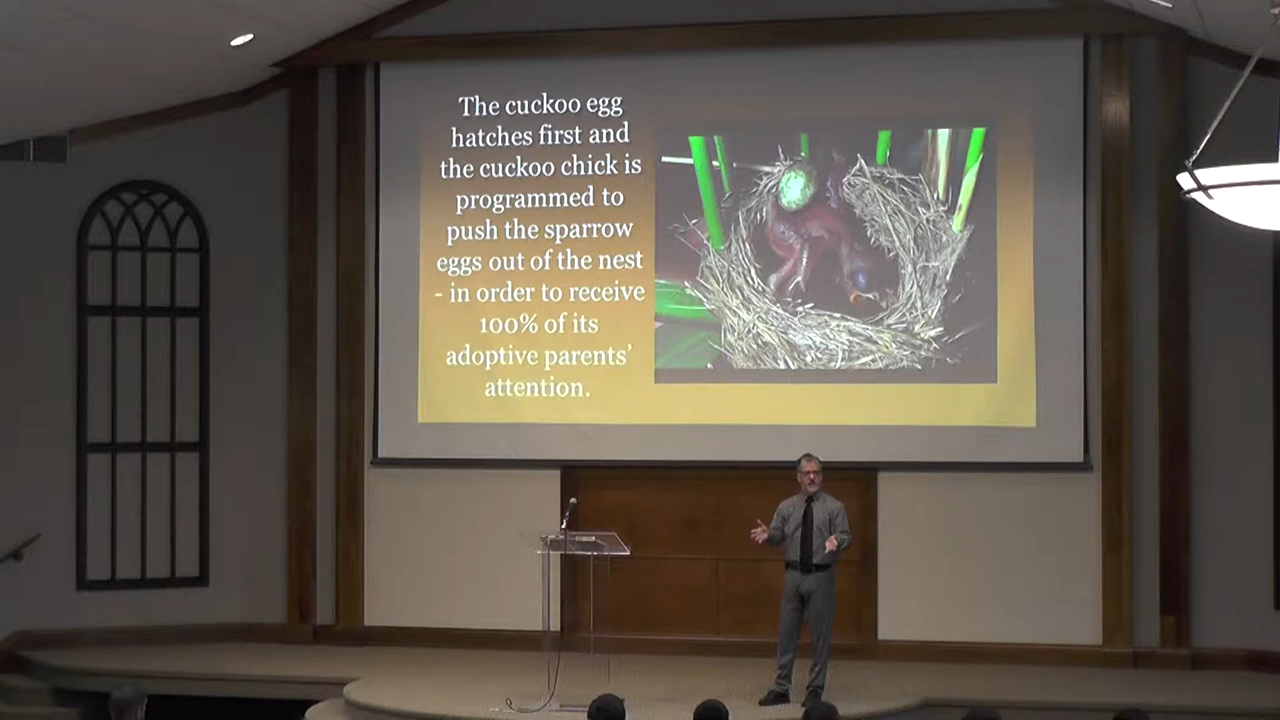 The cuckoo egg
hatches first and
the cuckoo chick is
programmed to
push the sparrow
eggs out of the nest
- in order to receive
100% of its
adoptive parents’
attention.